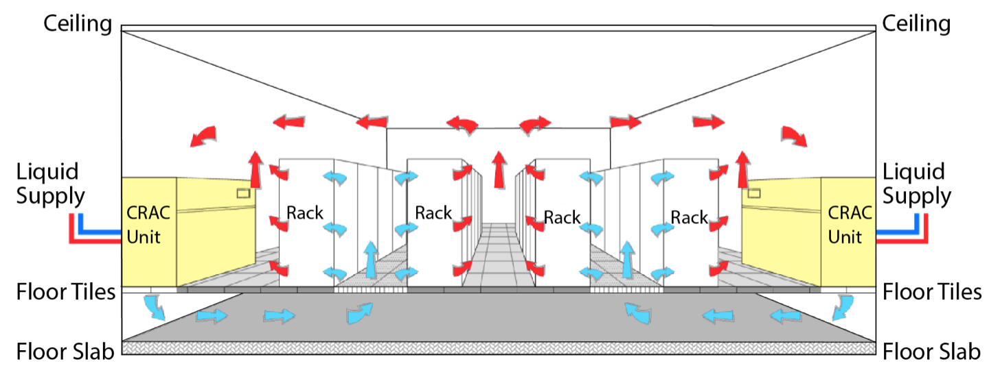 Ceiling
Ceiling
Liquid
Supply
Liquid
Supply
CRAC
Unit
Rack
Rack
Rack
Rack
CRAC
Unit
Floor Tiles
Floor Tiles
Floor Slab
Floor Slab